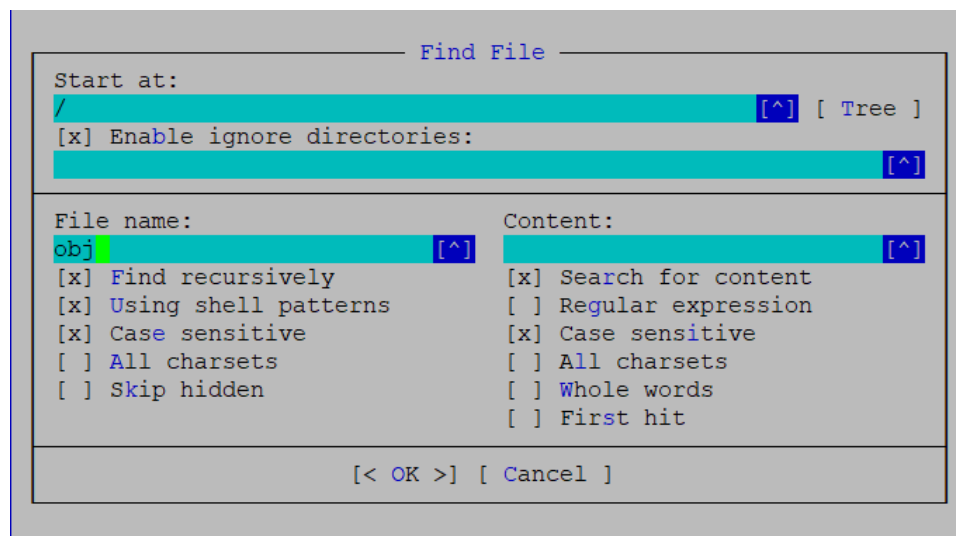 Find File
Start at:
/ [^] [ Tree ]
[x] Enable ignore directories:
[^]
File name: Content:
obj [^] [^]
[x] Find recursively [x] Search for content
[x] Using shell patterns [ ] Regular expression
[x] Case sensitive [x] Case sensitive
[ ] All charsets [ ] All charsets
[ ] Skip hidden [ ] Whole words
[ ] First hit
[< OK >] [ Cancel ]